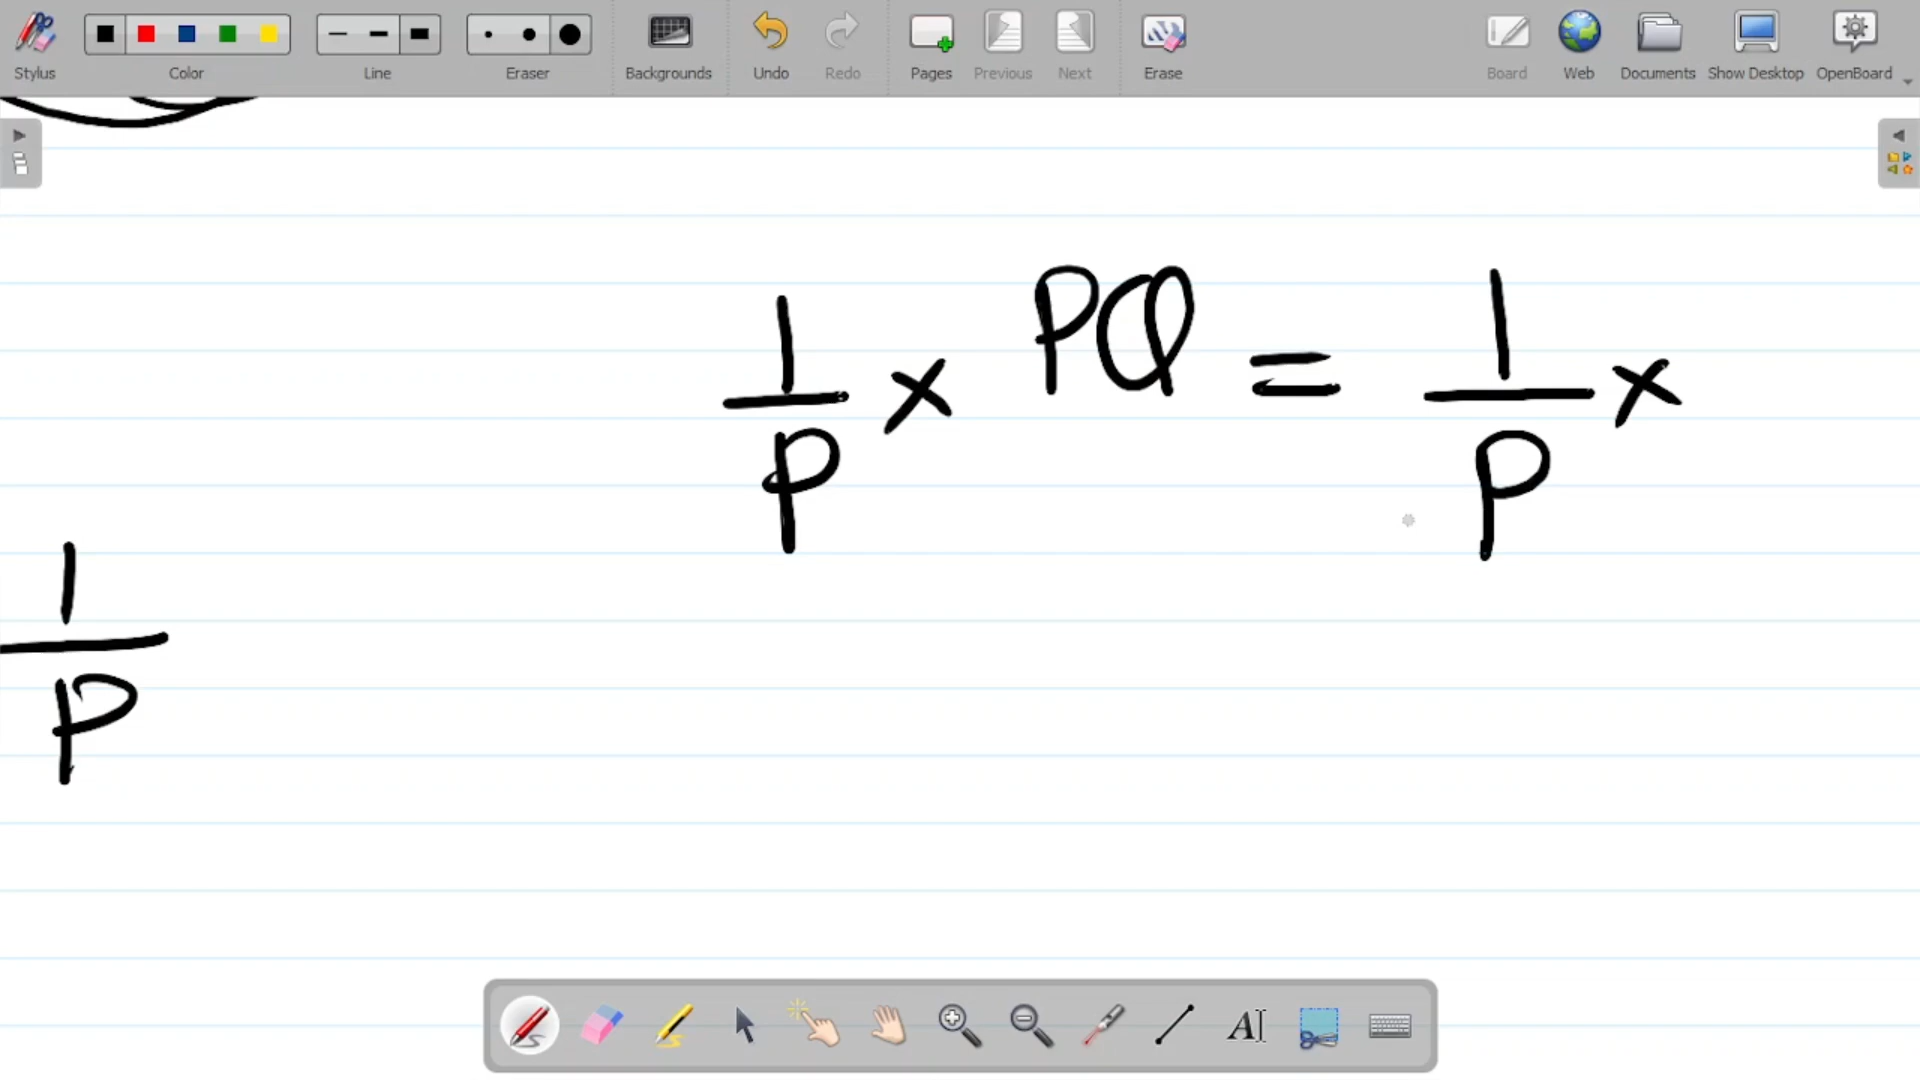 Stylus Color Line Eraser Backgrounds Undo Redo Pages Previous Next Erase Board Web Documents Show Desktop OpenBoard
1/P × PQ = 1/P ×
1/P